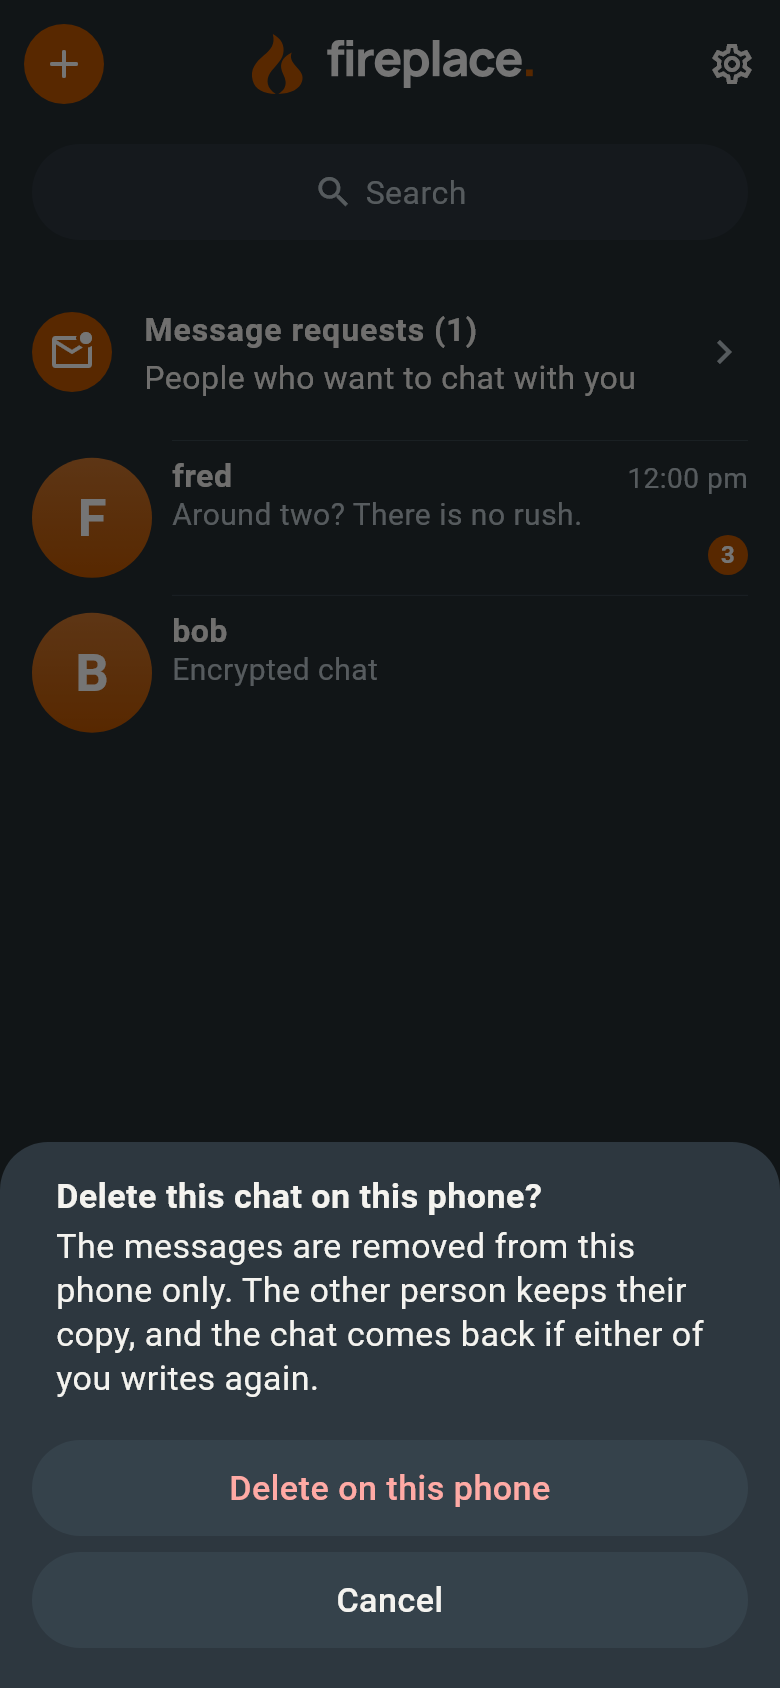 fireplace.
Search
Message requests (1)
People who want to chat with you
F
fred
12:00 pm
Around two? There is no rush.
3
B
bob
Encrypted chat
Delete this chat on this phone?
The messages are removed from this
phone only. The other person keeps their
copy, and the chat comes back if either of
you writes again.
Delete on this phone
Cancel